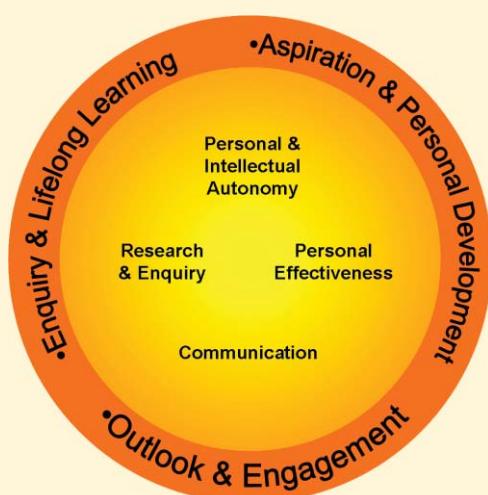 •Enquiry & Lifelong Learning
•Aspiration & Personal Development
Personal &
Intellectual
Autonomy
Research
& Enquiry
Personal
Effectiveness
Communication
•Outlook & Engagement